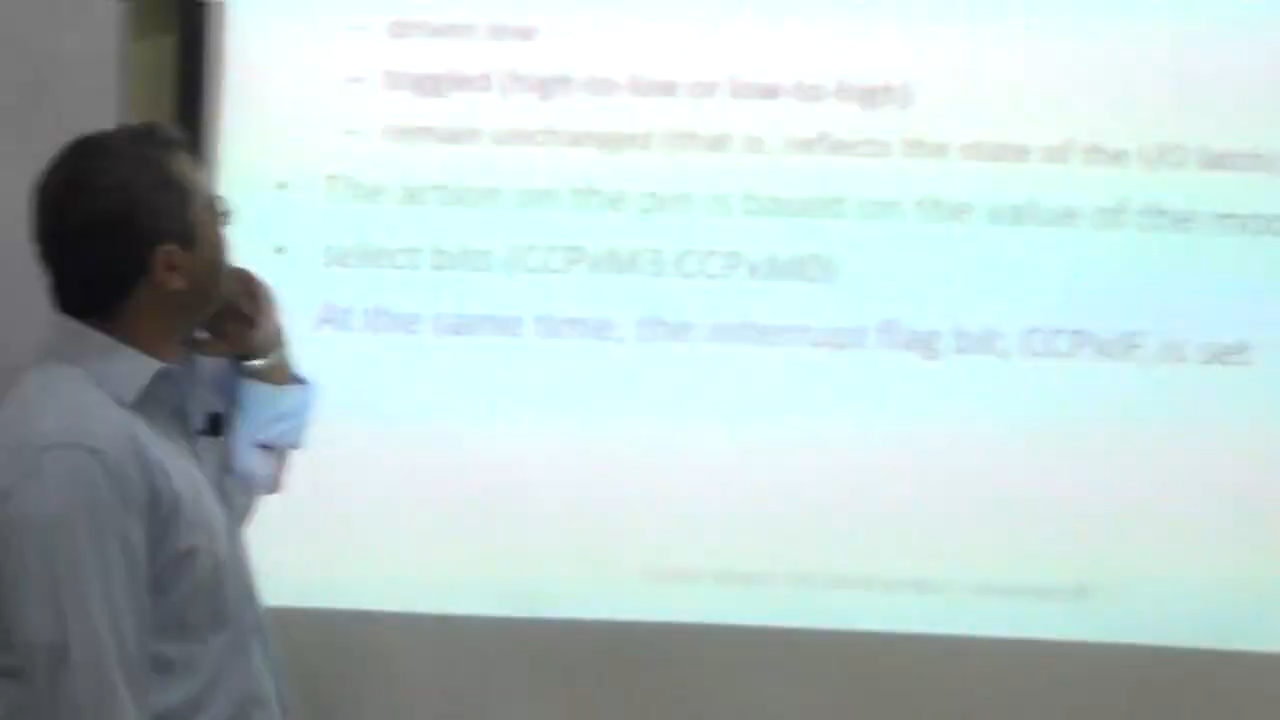 – driven low
– toggled (high-to-low or low-to-high)
– remain unchanged (that is, reflects the state of the I/O latch
• The action on the pin is based on the value of the mod
• select bits (CCPxM3:CCPxM0)
At the same time, the interrupt flag bit, CCPxIF, is set